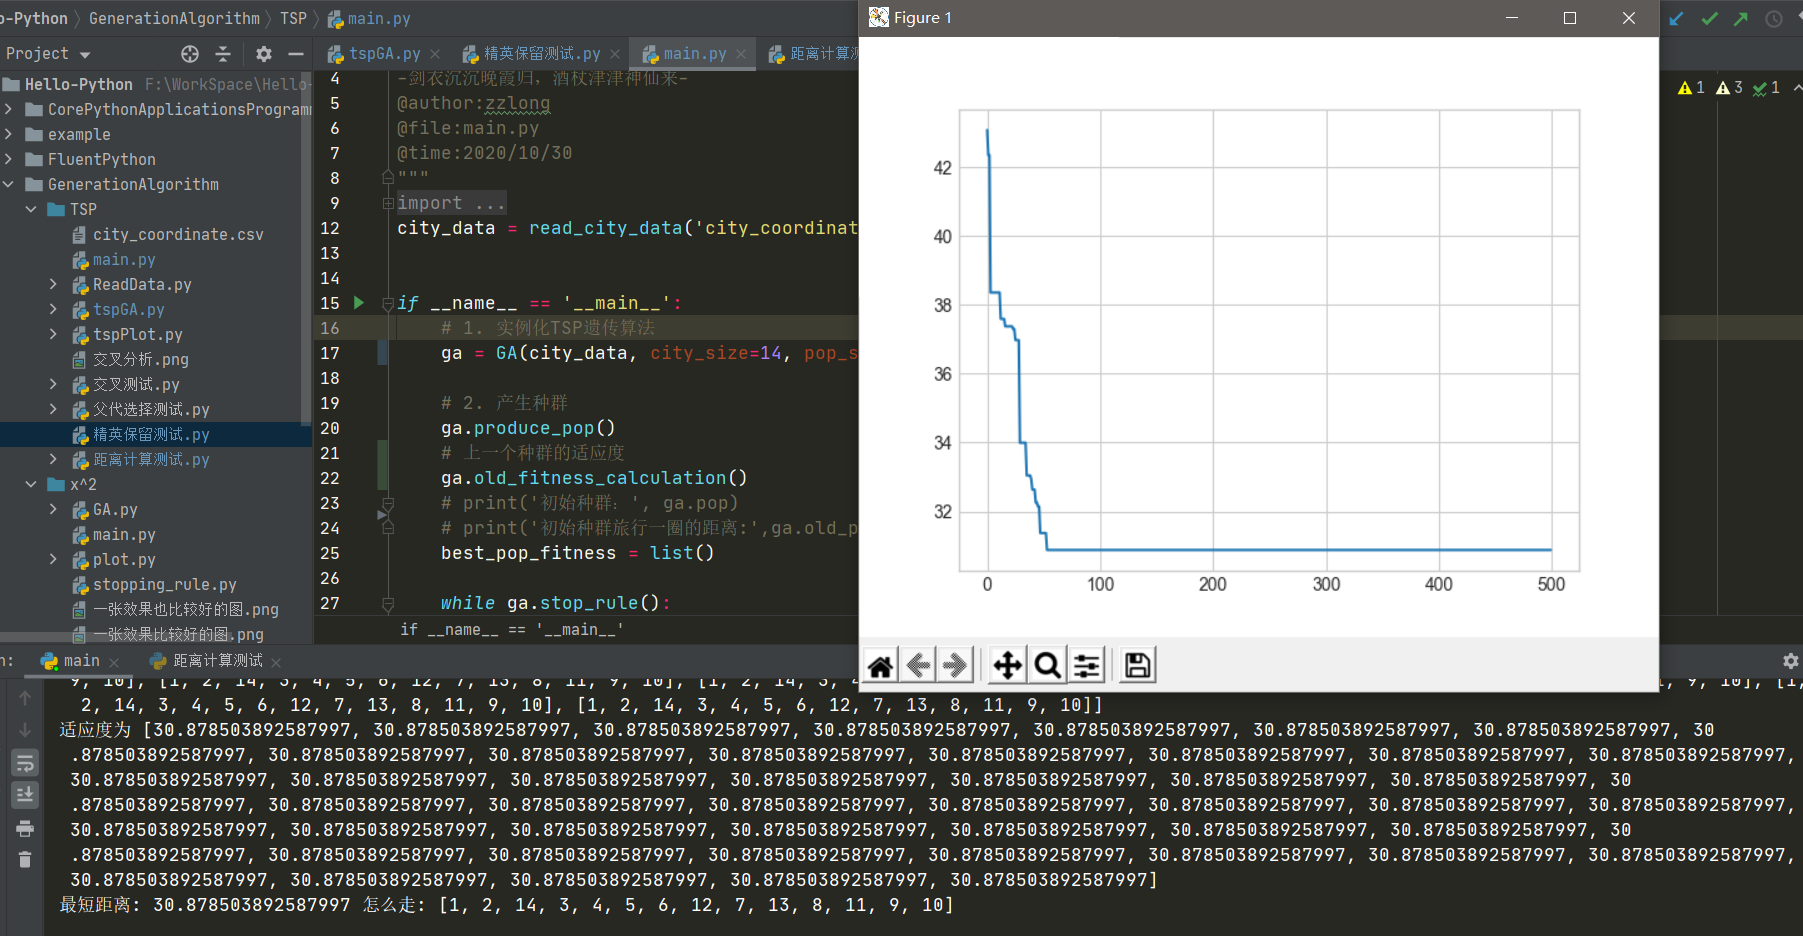 o-Python 〉GenerationAlgorithm 〉TSP 〉main.py
Project
tspGA.py
精英保留测试.py
main.py
距离计算测
Hello-Python F:\WorkSpace\Hello-
CorePythonApplicationsProgramm
example
FluentPython
GenerationAlgorithm
TSP
city_coordinate.csv
main.py
ReadData.py
tspGA.py
tspPlot.py
交叉分析.png
交叉测试.py
父代选择测试.py
精英保留测试.py
距离计算测试.py
x^2
GA.py
main.py
plot.py
stopping_rule.py
一张效果也比较好的图.png
一张效果比较好的图.png
4 -剑衣沉沉晚霞归，酒杖津津神仙来-
5 @author:zzlong
6 @file:main.py
7 @time:2020/10/30
8 """
9 import ...
12 city_data = read_city_data('city_coordinat
13
14
15 if __name__ == '__main__':
16 # 1. 实例化TSP遗传算法
17 ga = GA(city_data, city_size=14, pop_s
18
19 # 2. 产生种群
20 ga.produce_pop()
21 # 上一个种群的适应度
22 ga.old_fitness_calculation()
23 # print('初始种群：', ga.pop)
24 # print('初始种群旅行一圈的距离:',ga.old_p
25 best_pop_fitness = list()
26
27 while ga.stop_rule():
if __name__ == '__main__'
1 3 1
Figure 1
42
40
38
36
34
32
0 100 200 300 400 500
n: main 距离计算测试
9, 10], [1, 2, 14, 3, 4, 5, 6, 12, 7, 13, 8, 11, 9, 10], [1, 2, 14, 3, 4 1, 9, 10], [1,
2, 14, 3, 4, 5, 6, 12, 7, 13, 8, 11, 9, 10], [1, 2, 14, 3, 4, 5, 6, 12, 7, 13, 8, 11, 9, 10]]
适应度为 [30.878503892587997, 30.878503892587997, 30.878503892587997, 30.878503892587997, 30.878503892587997, 30.878503892587997, 30.878503892587997, 30
.878503892587997, 30.878503892587997, 30.878503892587997, 30.878503892587997, 30.878503892587997, 30.878503892587997, 30.878503892587997, 30.878503892587997,
30.878503892587997, 30.878503892587997, 30.878503892587997, 30.878503892587997, 30.878503892587997, 30.878503892587997, 30.878503892587997, 30
.878503892587997, 30.878503892587997, 30.878503892587997, 30.878503892587997, 30.878503892587997, 30.878503892587997, 30.878503892587997, 30.878503892587997,
30.878503892587997, 30.878503892587997, 30.878503892587997, 30.878503892587997, 30.878503892587997, 30.878503892587997, 30.878503892587997, 30
.878503892587997, 30.878503892587997, 30.878503892587997, 30.878503892587997, 30.878503892587997, 30.878503892587997, 30.878503892587997, 30.878503892587997,
30.878503892587997, 30.878503892587997, 30.878503892587997, 30.878503892587997, 30.878503892587997]
最短距离: 30.878503892587997 怎么走: [1, 2, 14, 3, 4, 5, 6, 12, 7, 13, 8, 11, 9, 10]